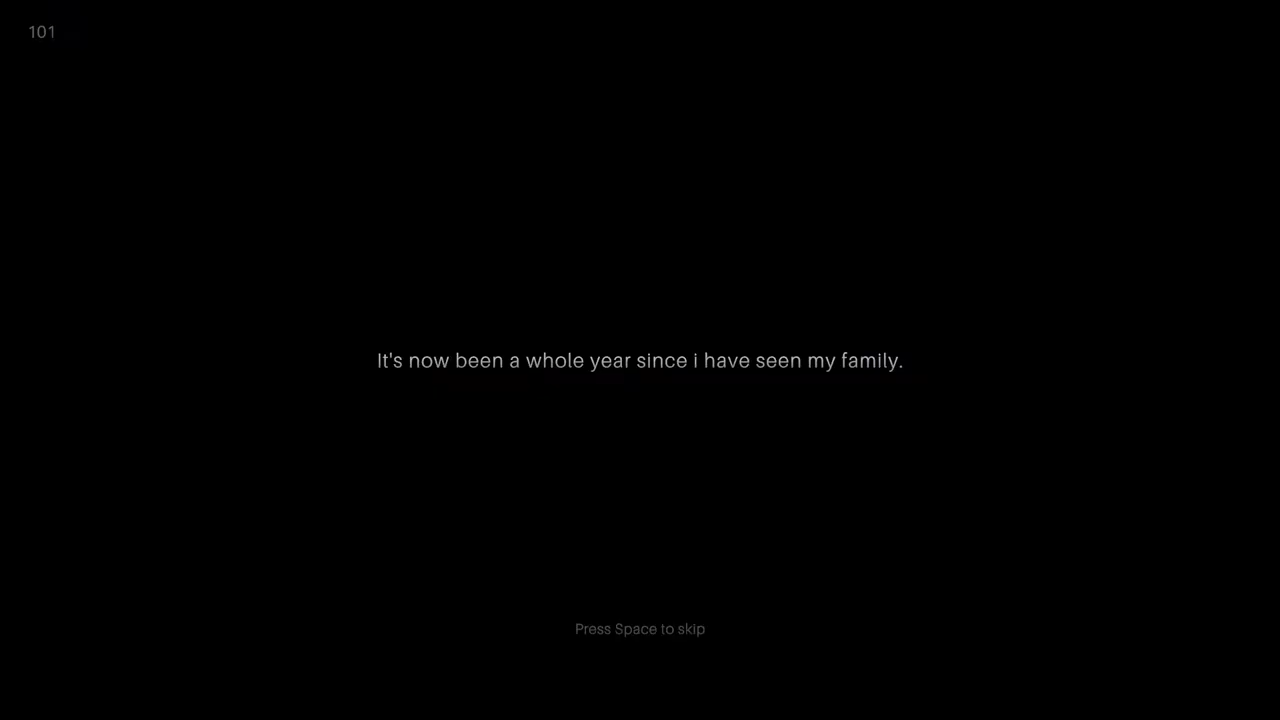 101
It's now been a whole year since i have seen my family.
Press Space to skip